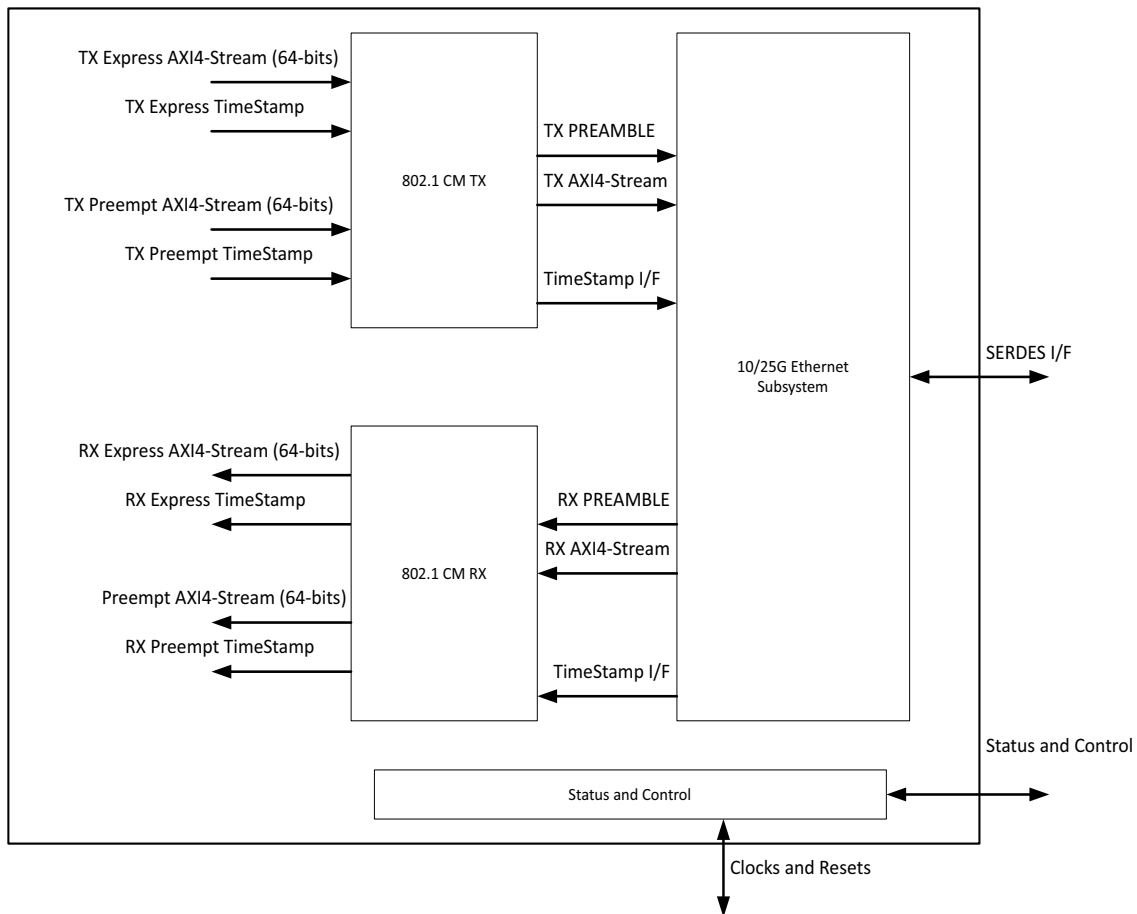 TX Express AXI4-Stream (64-bits)
TX Express TimeStamp
TX Preempt AXI4-Stream (64-bits)
TX Preempt TimeStamp
802.1 CM TX
TX PREAMBLE
TX AXI4-Stream
TimeStamp I/F
10/25G Ethernet
Subsystem
SERDES I/F
RX Express AXI4-Stream (64-bits)
RX Express TimeStamp
Preempt AXI4-Stream (64-bits)
RX Preempt TimeStamp
802.1 CM RX
RX PREAMBLE
RX AXI4-Stream
TimeStamp I/F
Status and Control
Status and Control
Clocks and Resets